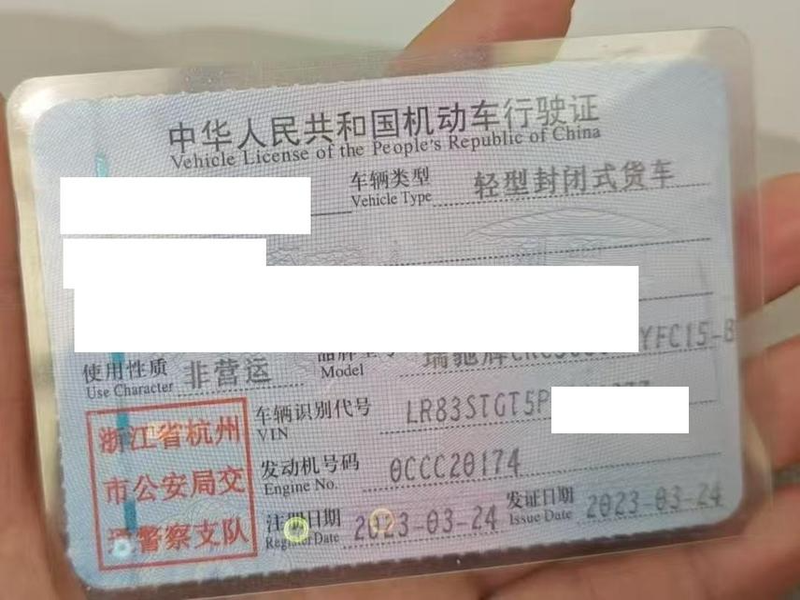 中华人民共和国机动车行驶证
Vehicle License of the People's Republic of China
车辆类型 轻型封闭式货车
Vehicle Type
使用性质 非营运
Use Character
Model
瑞驰牌
YFC15-B
浙江省杭州
市公安局交
通警察支队
车辆识别代号 LR83STGT5P
VIN
发动机号码 0CCC20174
Engine No.
注册日期 2023-03-24
Register Date
发证日期 2023-03-24
Issue Date